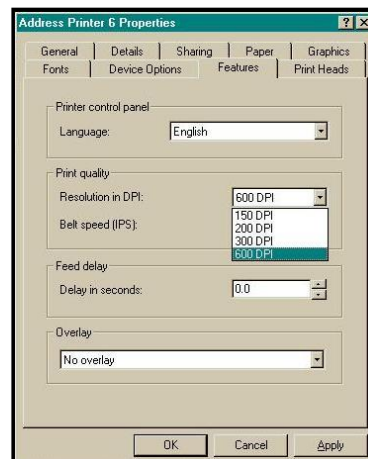 Address Printer 6 Properties
General Details Sharing Paper Graphics
Fonts Device Options Features Print Heads
Printer control panel
Language: English
Print quality
Resolution in DPI: 600 DPI
150 DPI
200 DPI
Belt speed (IPS):
300 DPI
600 DPI
Feed delay
Delay in seconds: 0.0
Overlay
No overlay
OK Cancel Apply